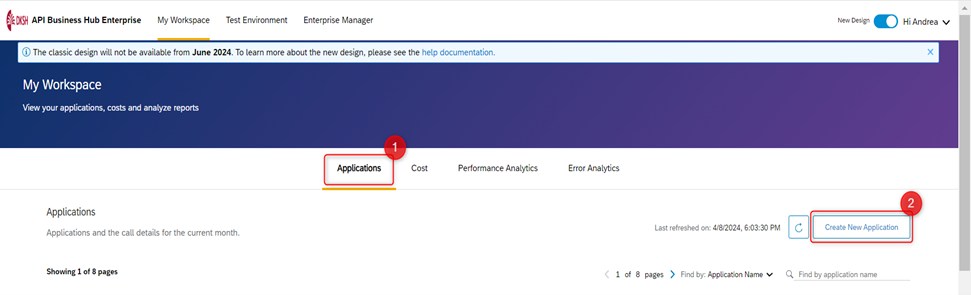 DKSH API Business Hub Enterprise My Workspace Test Environment Enterprise Manager New Design Hi Andrea
The classic design will not be available from June 2024. To learn more about the new design, please see the help documentation.
My Workspace
View your applications, costs and analyze reports
1
Applications Cost Performance Analytics Error Analytics
2
Applications
Last refreshed on: 4/8/2024, 6:03:30 PM Create New Application
Applications and the call details for the current month.
Showing 1 of 8 pages 1 of 8 pages Find by: Application Name Find by application name